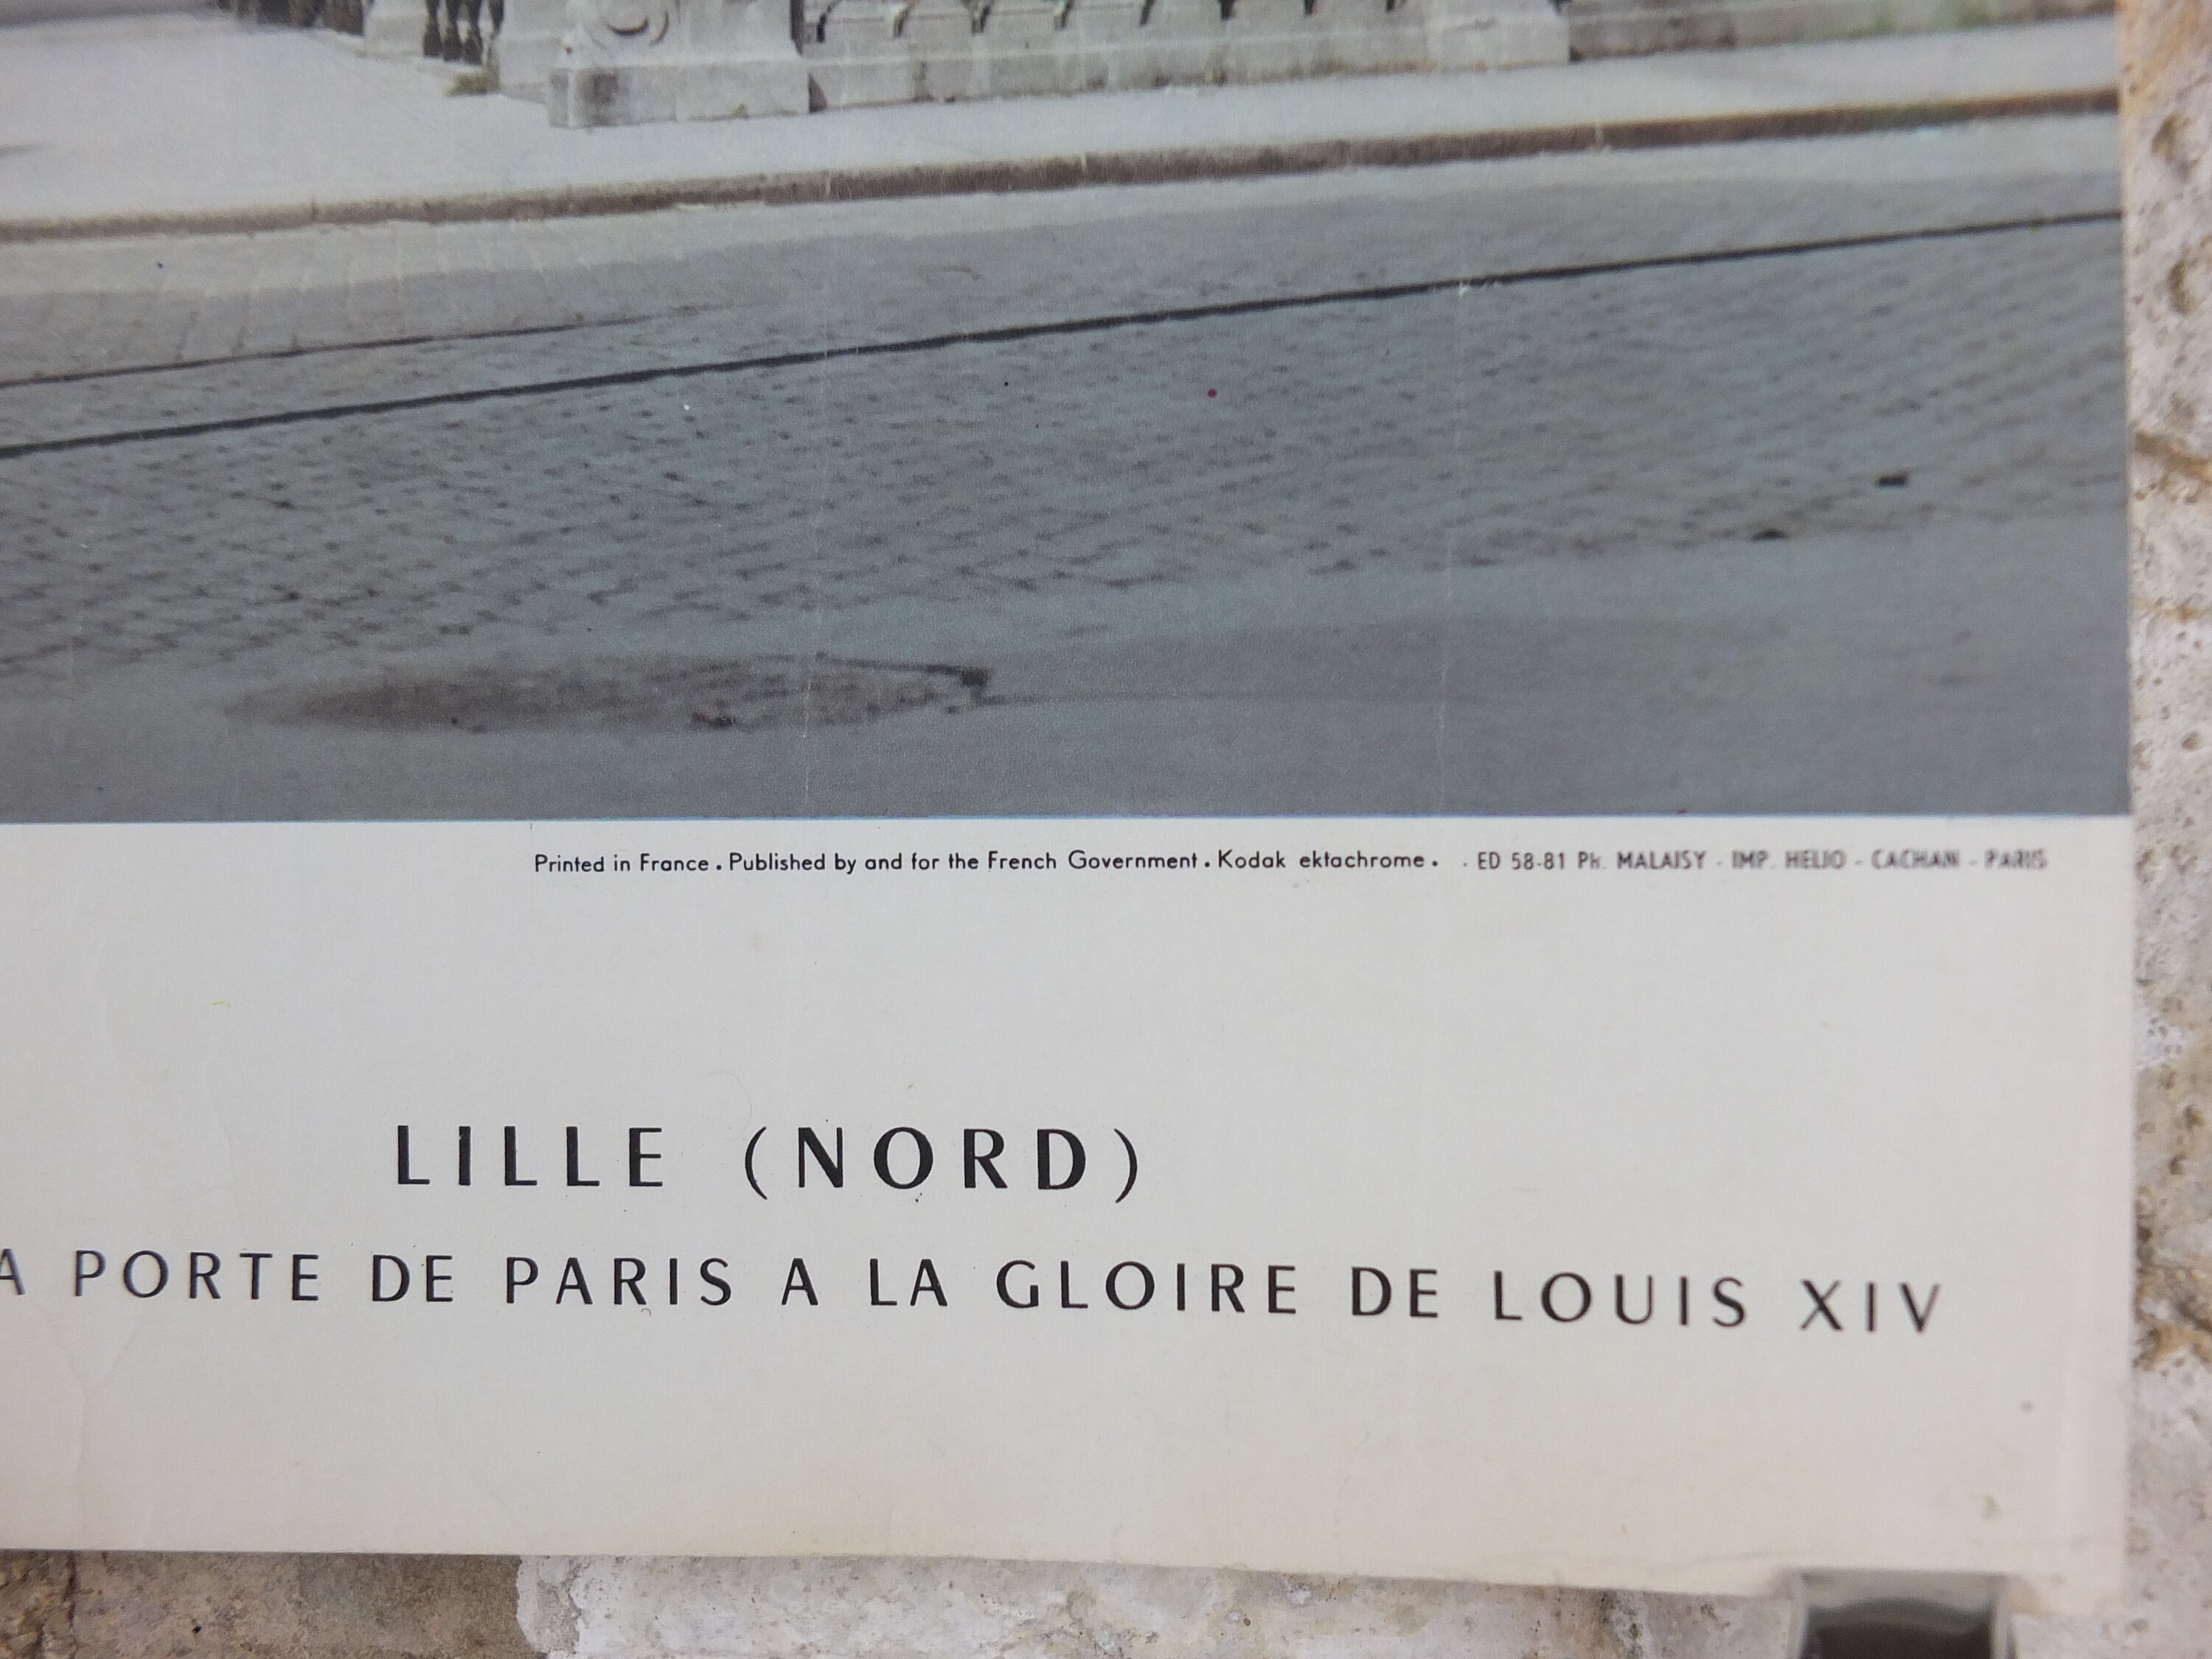 Printed in France . Published by and for the French Government . Kodak ektachrome . - ED 58-81 Ph. MALAISY - IMP. HELIO - CACHAN - PARIS
LILLE (NORD)
A PORTE DE PARIS A LA GLOIRE DE LOUIS XIV